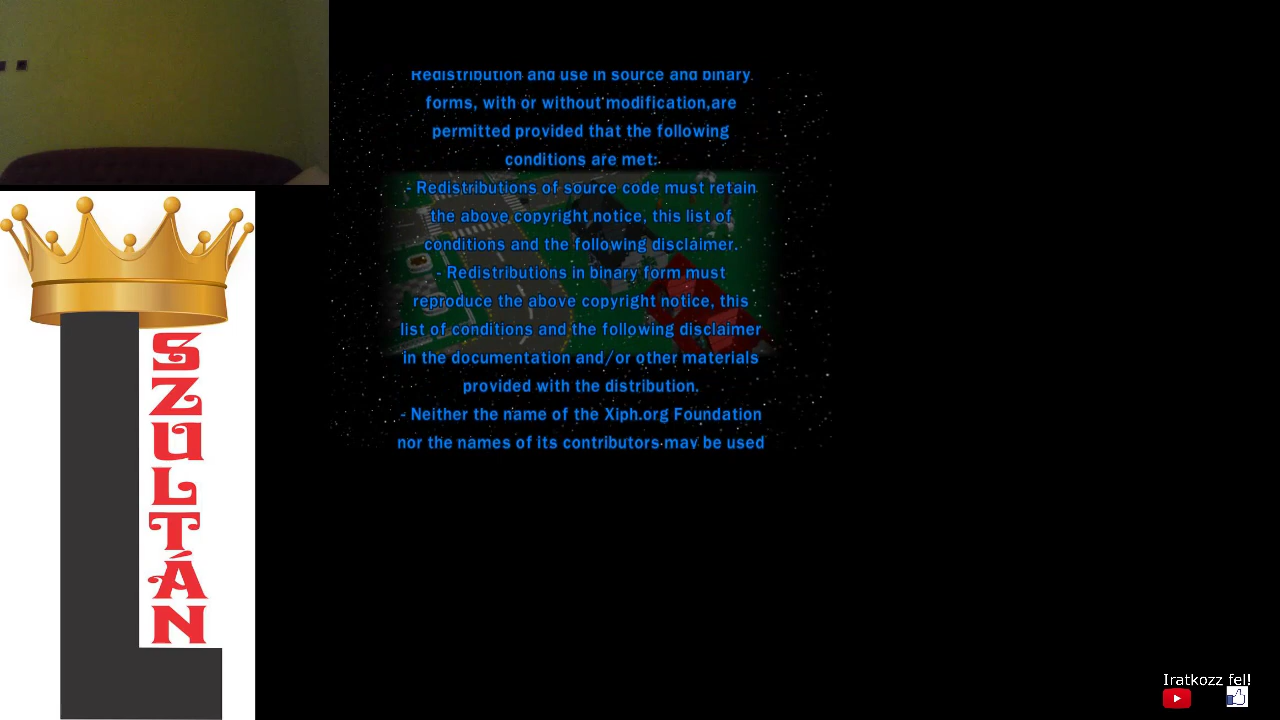 Redistribution and use in source and binary
forms, with or without modification,are
permitted provided that the following
conditions are met:
- Redistributions of source code must retain
the above copyright notice, this list of
conditions and the following disclaimer.
- Redistributions in binary form must
reproduce the above copyright notice, this
list of conditions and the following disclaimer
in the documentation and/or other materials
provided with the distribution.
- Neither the name of the Xiph.org Foundation
nor the names of its contributors may be used
L
SZULTÁN
Iratkozz fel!